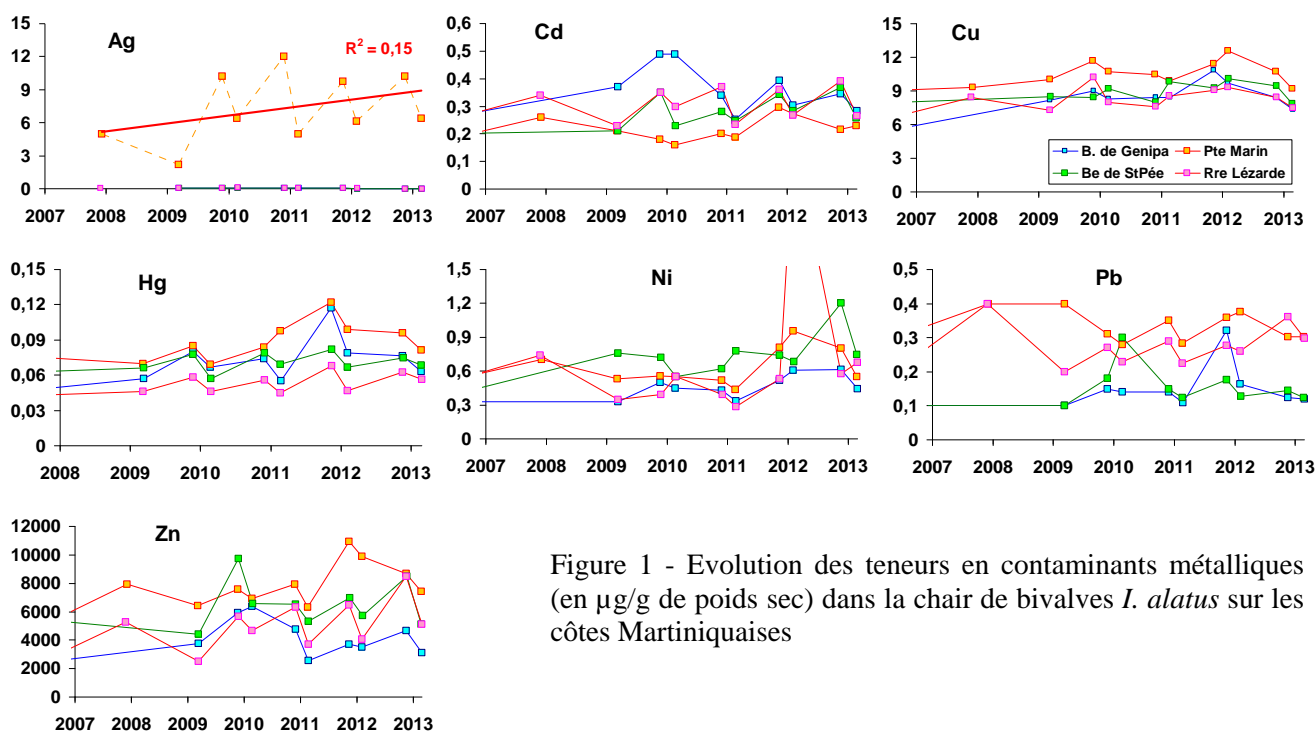 Ag
R² = 0,15
15
12
9
6
3
0
2007 2008 2009 2010 2011 2012 2013
Cd
0,6
0,5
0,4
0,3
0,2
0,1
0
2007 2008 2009 2010 2011 2012 2013
Cu
15
12
9
6
3
0
B. de Genipa Pte Marin
Be de StPée Rre Lézarde
2007 2008 2009 2010 2011 2012 2013
Hg
0,15
0,12
0,09
0,06
0,03
0
2008 2009 2010 2011 2012 2013
Ni
1,5
1,2
0,9
0,6
0,3
0
2007 2008 2009 2010 2011 2012 2013
Pb
0,5
0,4
0,3
0,2
0,1
0
2007 2008 2009 2010 2011 2012 2013
Zn
12000
10000
8000
6000
4000
2000
0
2007 2008 2009 2010 2011 2012 2013
Figure 1 - Evolution des teneurs en contaminants métalliques
(en µg/g de poids sec) dans la chair de bivalves I. alatus sur les
côtes Martiniquaises